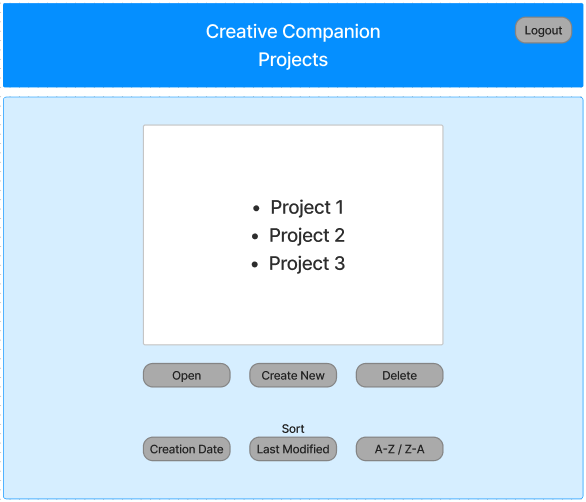 Creative Companion
Projects
Logout
• Project 1
• Project 2
• Project 3
Open
Create New
Delete
Sort
Creation Date
Last Modified
A-Z / Z-A